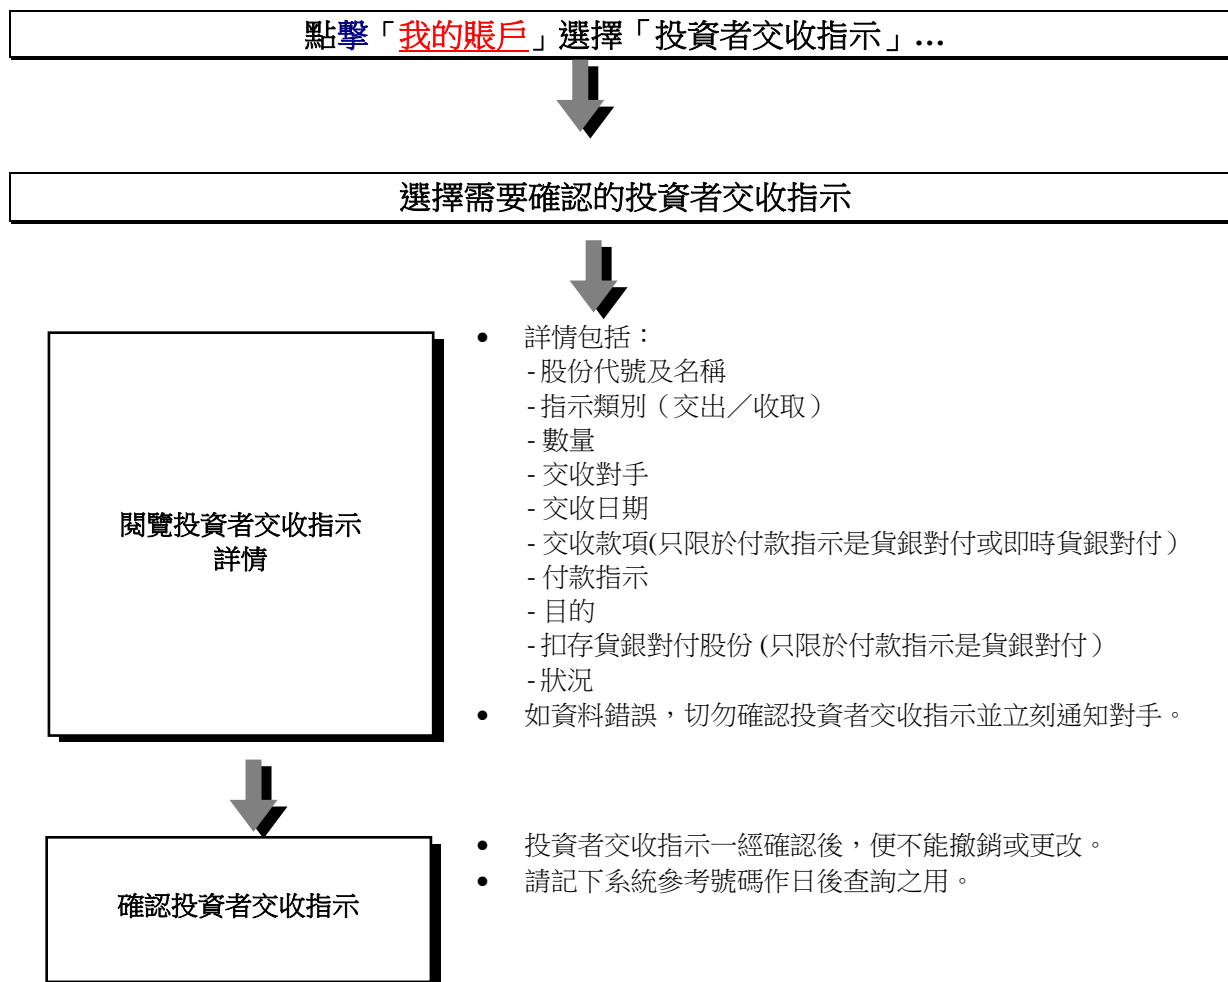 點擊「我的賬戶」選擇「投資者交收指示」...
選擇需要確認的投資者交收指示
閱覽投資者交收指示
詳情
• 詳情包括：
- 股份代號及名稱
- 指示類別（交出／收取）
- 數量
- 交收對手
- 交收日期
- 交收款項(只限於付款指示是貨銀對付或即時貨銀對付）
- 付款指示
- 目的
- 扣存貨銀對付股份 (只限於付款指示是貨銀對付）
- 狀況
• 如資料錯誤，切勿確認投資者交收指示並立刻通知對手。
確認投資者交收指示
• 投資者交收指示一經確認後，便不能撤銷或更改。
• 請記下系統參考號碼作日後查詢之用。